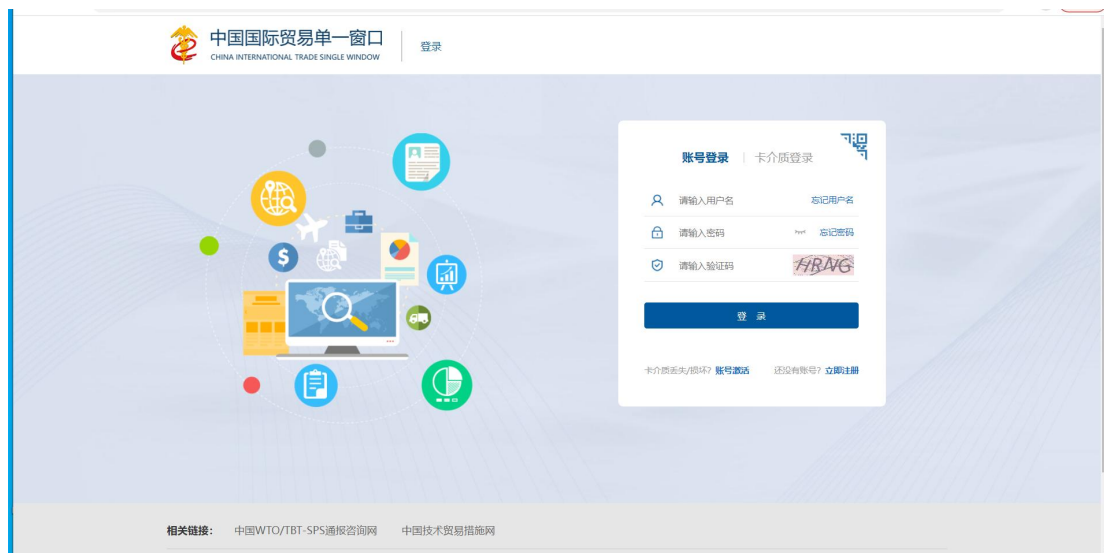 中国国际贸易单一窗口
CHINA INTERNATIONAL TRADE SINGLE WINDOW
登录
账号登录
卡介质登录
请输入用户名
忘记用户名
请输入密码
忘记密码
请输入验证码
HRNG
登 录
卡介质丢失/损坏? 账号激活
还没有账号? 立即注册
相关链接: 中国WTO/TBT-SPS通报咨询网 中国技术贸易措施网